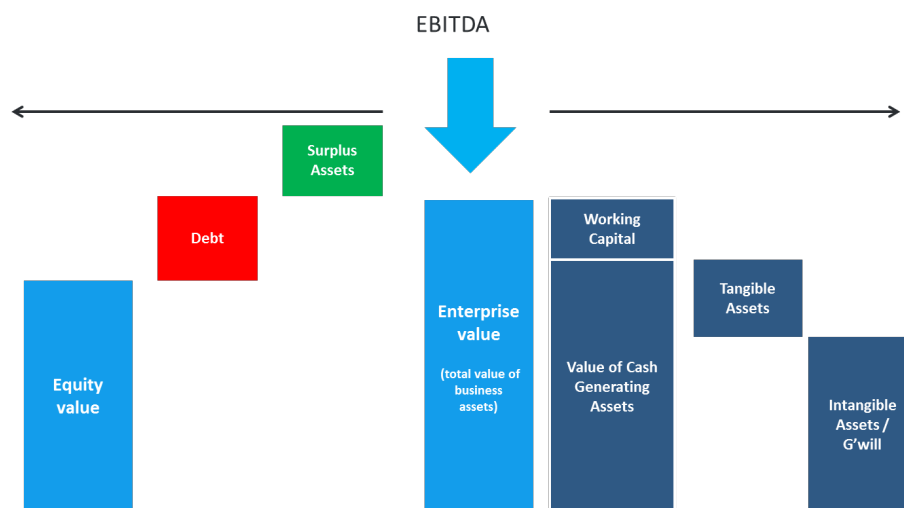 EBITDA
Surplus
Assets
Debt
Equity
value
Enterprise
value
(total value of
business
assets)
Working
Capital
Value of Cash
Generating
Assets
Tangible
Assets
Intangible
Assets /
G'will